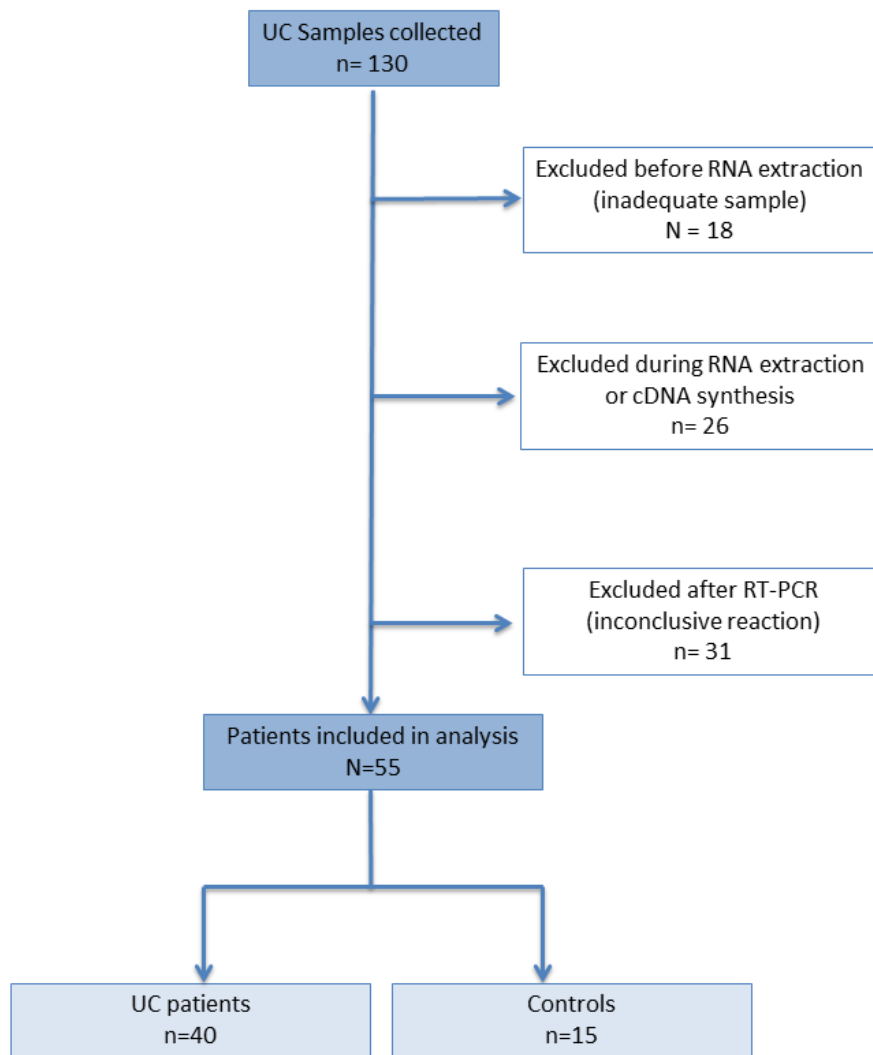 UC Samples collected
n= 130
Excluded before RNA extraction
(inadequate sample)
N = 18
Excluded during RNA extraction
or cDNA synthesis
n= 26
Excluded after RT-PCR
(inconclusive reaction)
n= 31
Patients included in analysis
N=55
UC patients
n=40
Controls
n=15